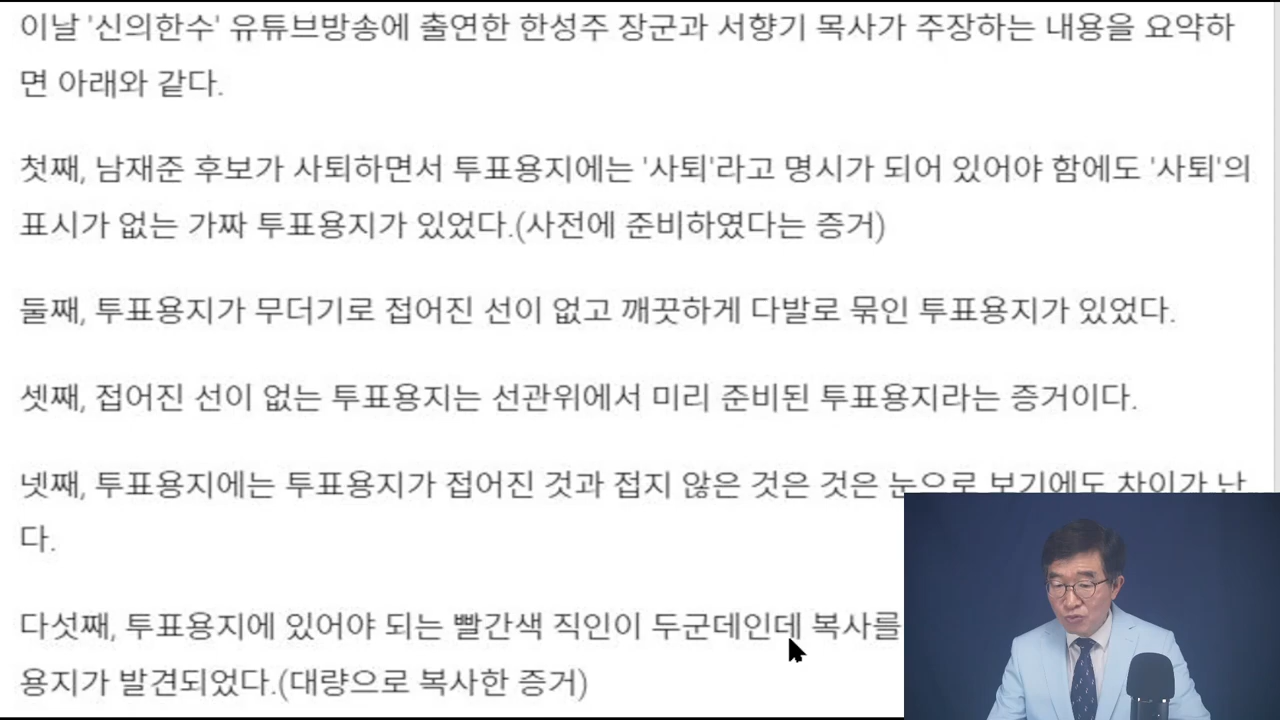 이날 '신의한수' 유튜브방송에 출연한 한성주 장군과 서향기 목사가 주장하는 내용을 요약하
면 아래와 같다.
첫째, 남재준 후보가 사퇴하면서 투표용지에는 '사퇴'라고 명시가 되어 있어야 함에도 '사퇴'의
표시가 없는 가짜 투표용지가 있었다.(사전에 준비하였다는 증거)
둘째, 투표용지가 무더기로 접어진 선이 없고 깨끗하게 다발로 묶인 투표용지가 있었다.
셋째, 접어진 선이 없는 투표용지는 선관위에서 미리 준비된 투표용지라는 증거이다.
넷째, 투표용지에는 투표용지가 접어진 것과 접지 않은 것은 것은 눈으로 보기에도 차이가 난
다.
다섯째, 투표용지에 있어야 되는 빨간색 직인이 두군데인데 복사를
용지가 발견되었다.(대량으로 복사한 증거)